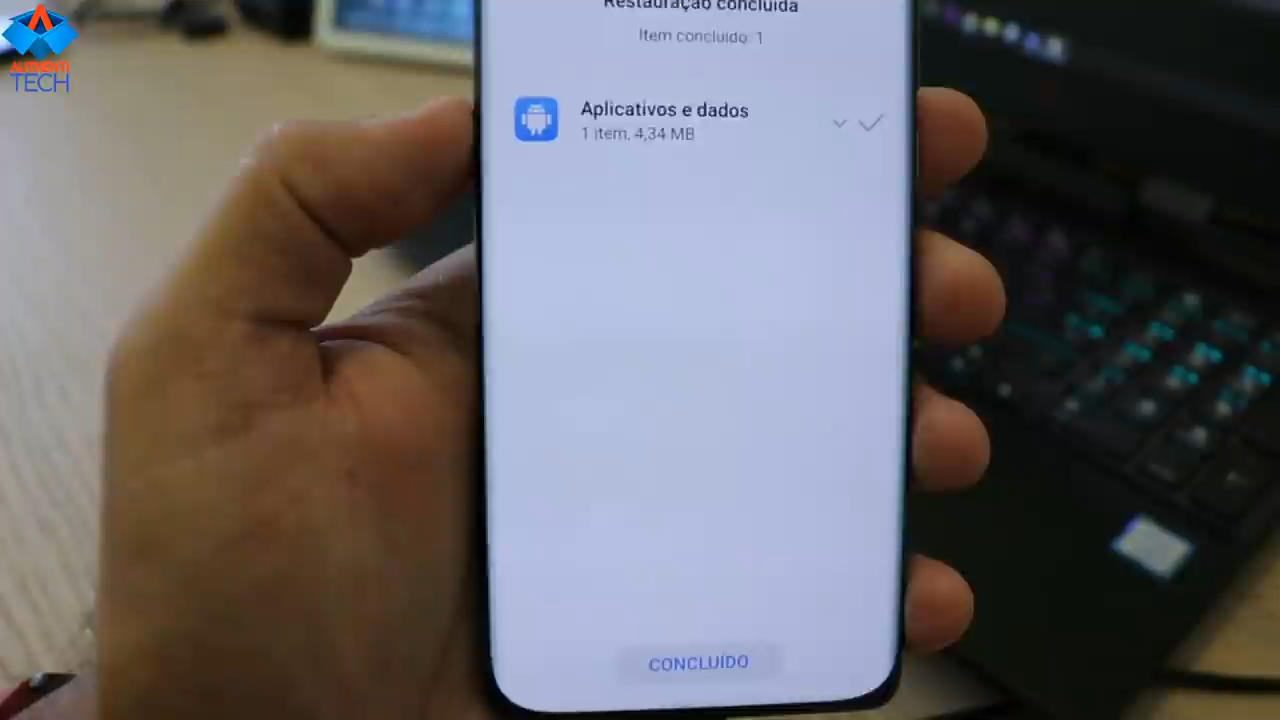 TECH
Restauração concluída
Item concluído: 1
Aplicativos e dados
1 item, 4,34 MB
CONCLUÍDO